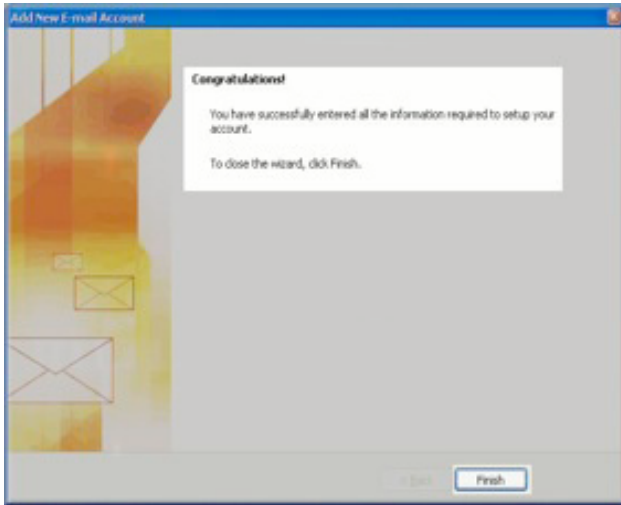 Add New E-mail Account
Congratulations!
You have successfully entered all the information required to setup your
account.
To close the wizard, click Finish.
< Back
Finish